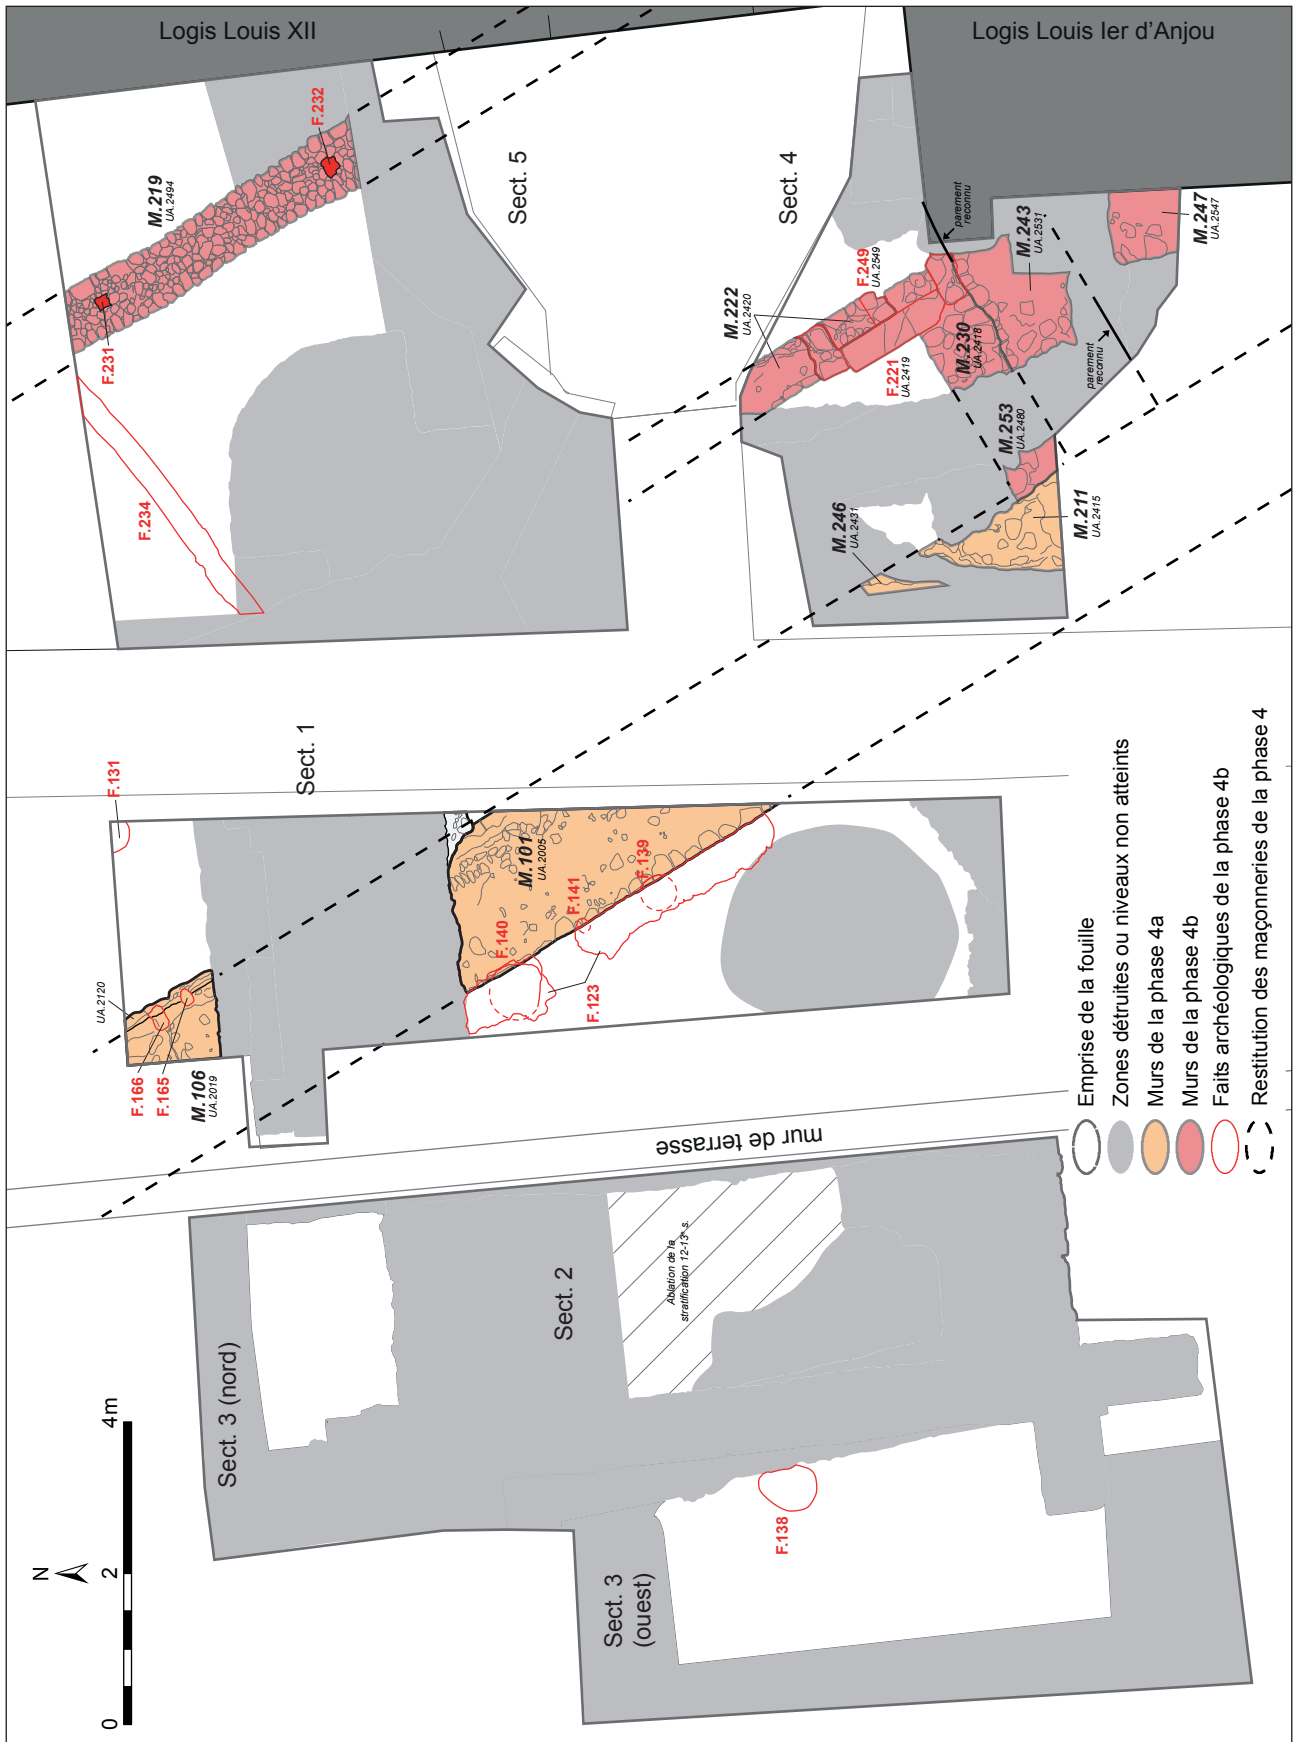 Logis Louis XII
Logis Louis Ier d'Anjou
F.232
M.219
UA.2494
F.231
F.234
Sect. 5
Sect. 4
parement
reconnu
M.247
UA.2547
M.243
UA.2531
F.249
UA.2549
M.222
UA.2420
M.230
UA.2418
F.221
UA.2419
parement
reconnu
M.253
UA.2480
M.211
UA.2415
M.246
UA.2431
F.131
Sect. 1
M.101
UA.2005
F.139
F.141
F.140
F.123
UA.2120
F.166
F.165
M.106
UA.2019
mur de terrasse
Sect. 3 (nord)
Sect. 2
Ablation de la
stratification 12-13e s.
F.138
Sect. 3
(ouest)
N
0 2 4m
Emprise de la fouille
Zones détruites ou niveaux non atteints
Murs de la phase 4a
Murs de la phase 4b
Faits archéologiques de la phase 4b
Restitution des maçonneries de la phase 4